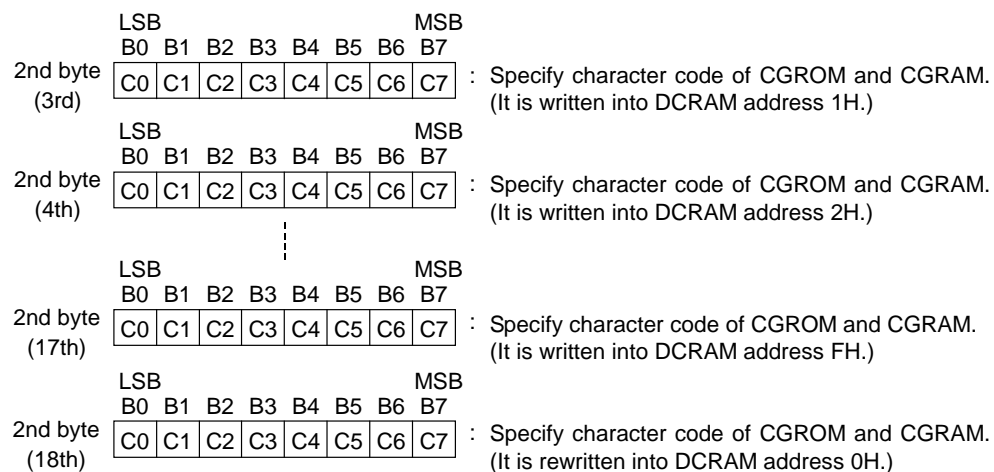 LSB MSB
B0 B1 B2 B3 B4 B5 B6 B7
2nd byte (3rd) C0 C1 C2 C3 C4 C5 C6 C7 : Specify character code of CGROM and CGRAM.
(It is written into DCRAM address 1H.)
LSB MSB
B0 B1 B2 B3 B4 B5 B6 B7
2nd byte (4th) C0 C1 C2 C3 C4 C5 C6 C7 : Specify character code of CGROM and CGRAM.
(It is written into DCRAM address 2H.)
LSB MSB
B0 B1 B2 B3 B4 B5 B6 B7
2nd byte (17th) C0 C1 C2 C3 C4 C5 C6 C7 : Specify character code of CGROM and CGRAM.
(It is written into DCRAM address FH.)
LSB MSB
B0 B1 B2 B3 B4 B5 B6 B7
2nd byte (18th) C0 C1 C2 C3 C4 C5 C6 C7 : Specify character code of CGROM and CGRAM.
(It is rewritten into DCRAM address 0H.)